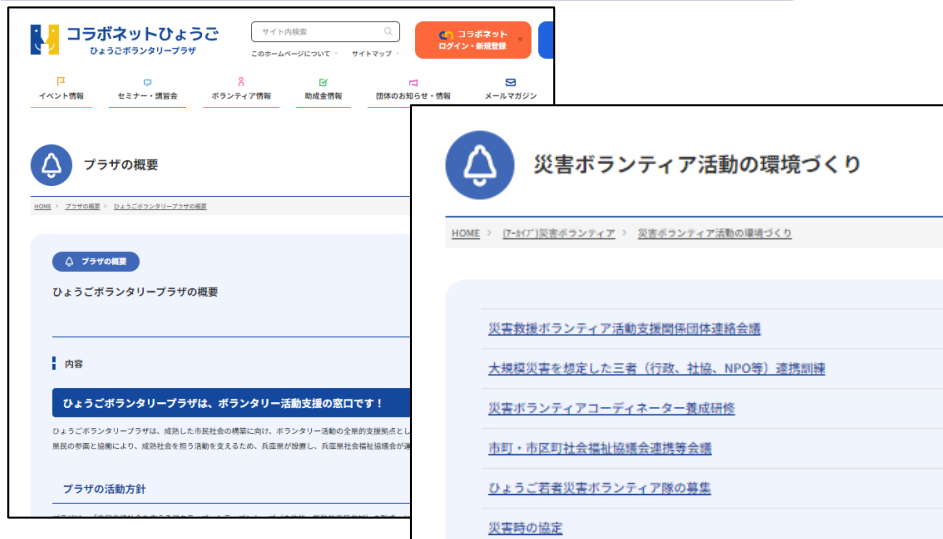 コラボネットひょうご
ひょうごボランタリープラザ
サイト内検索
このホームページについて
サイトマップ
コラボネット
ログイン・新規登録
イベント情報
セミナー・講習会
ボランティア情報
助成金情報
団体のお知らせ・情報
メールマガジン
プラザの概要
HOME > プラザの概要 > ひょうごボランタリープラザの概要
プラザの概要
ひょうごボランタリープラザの概要
内容
ひょうごボランタリープラザは、ボランタリー活動支援の窓口です！
ひょうごボランタリープラザは、成熟した市民社会の構築に向け、ボランタリー活動の全県的支援拠点とし
県民の参画と協働により、成熟社会を担う活動を支えるため、兵庫県が設置し、兵庫県社会福祉協議会が運
プラザの活動方針
災害ボランティア活動の環境づくり
HOME > [アーカイブ]災害ボランティア > 災害ボランティア活動の環境づくり
災害救援ボランティア活動支援関係団体連絡会議
大規模災害を想定した三者（行政、社協、NPO等）連携訓練
災害ボランティアコーディネーター養成研修
市町・市区町社会福祉協議会連携等会議
ひょうご若者災害ボランティア隊の募集
災害時の協定